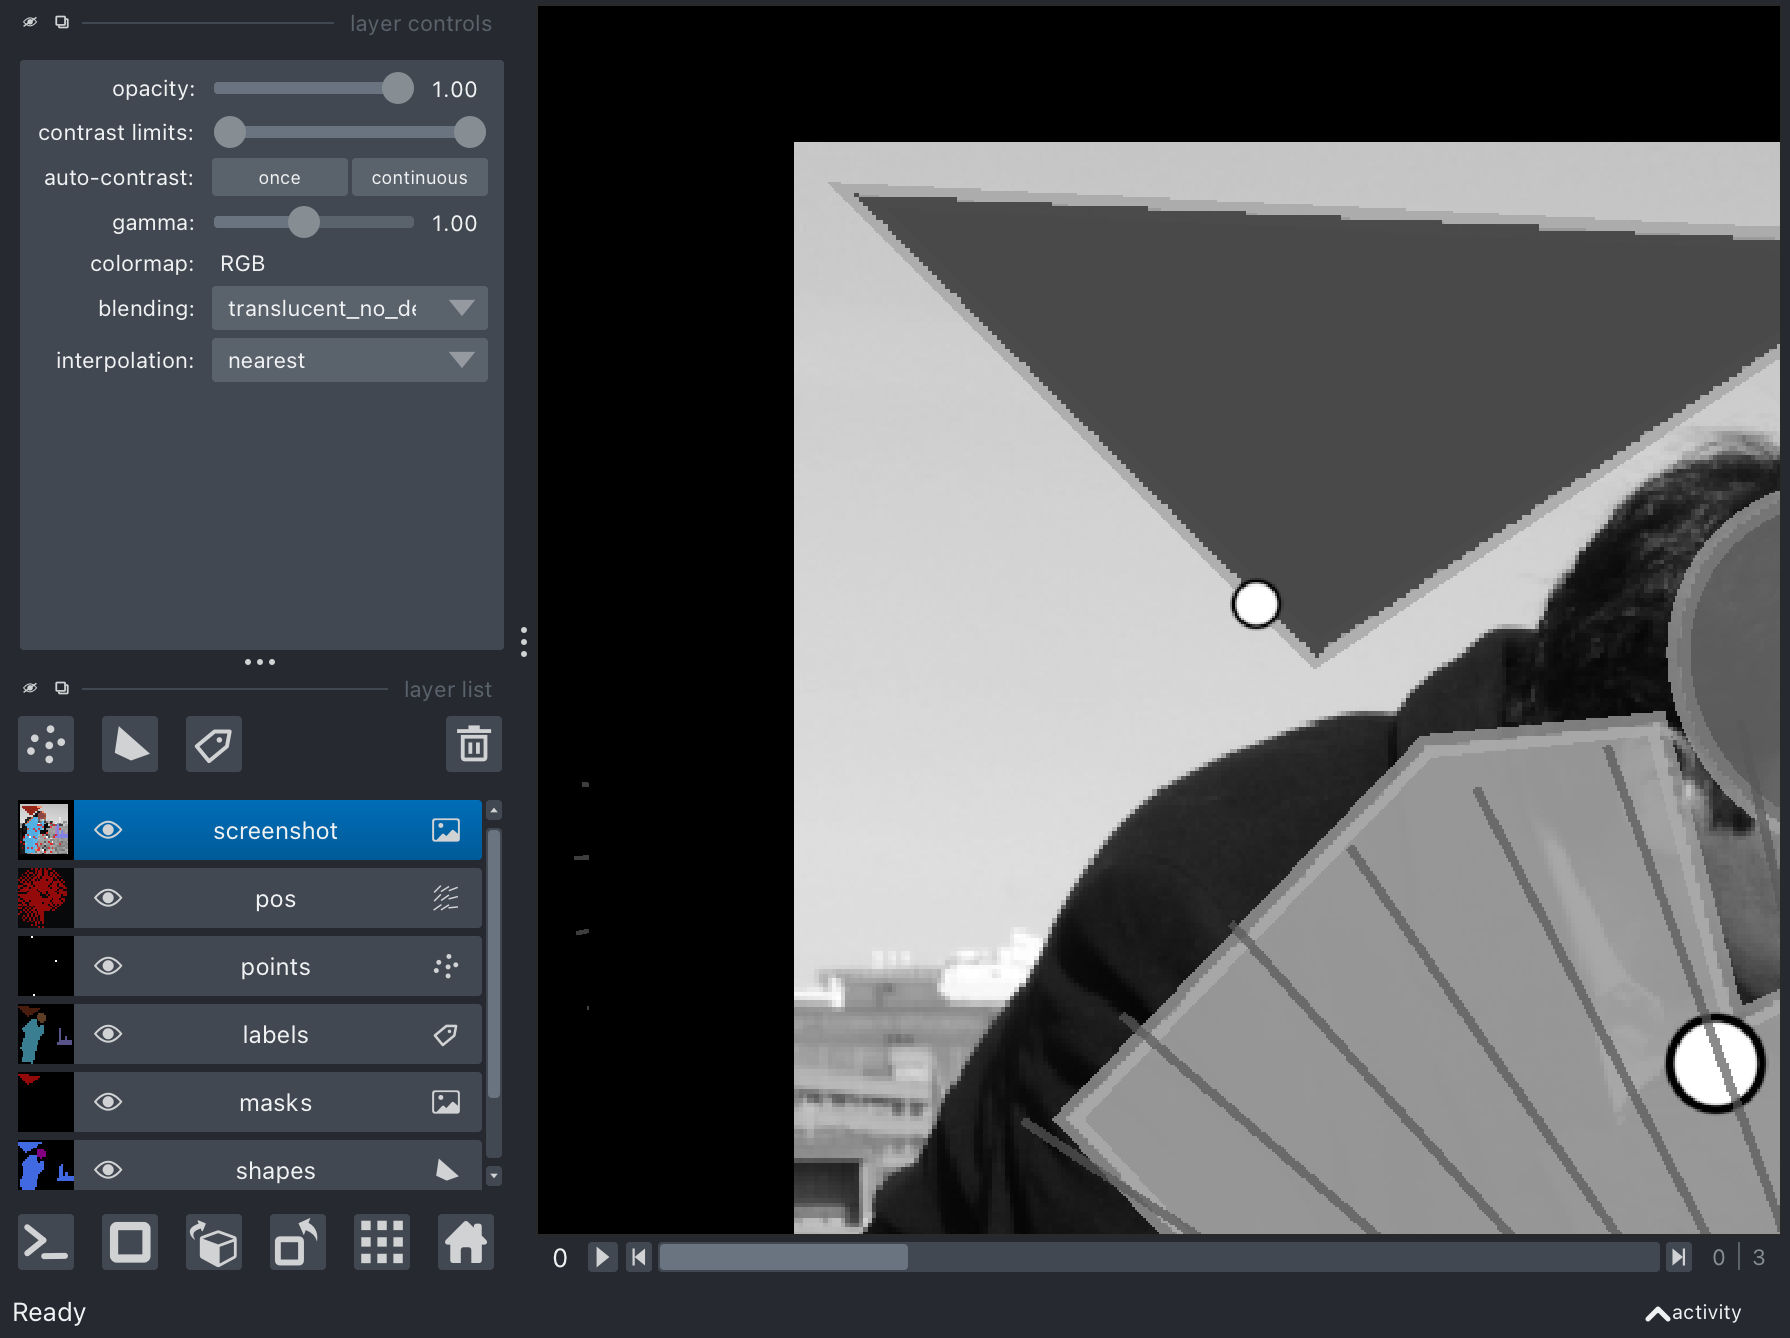 layer controls
opacity: 1.00
contrast limits:
auto-contrast: once continuous
gamma: 1.00
colormap: RGB
blending: translucent_no_de
interpolation: nearest
layer list
screenshot
pos
points
labels
masks
shapes
0 0 3
Ready activity